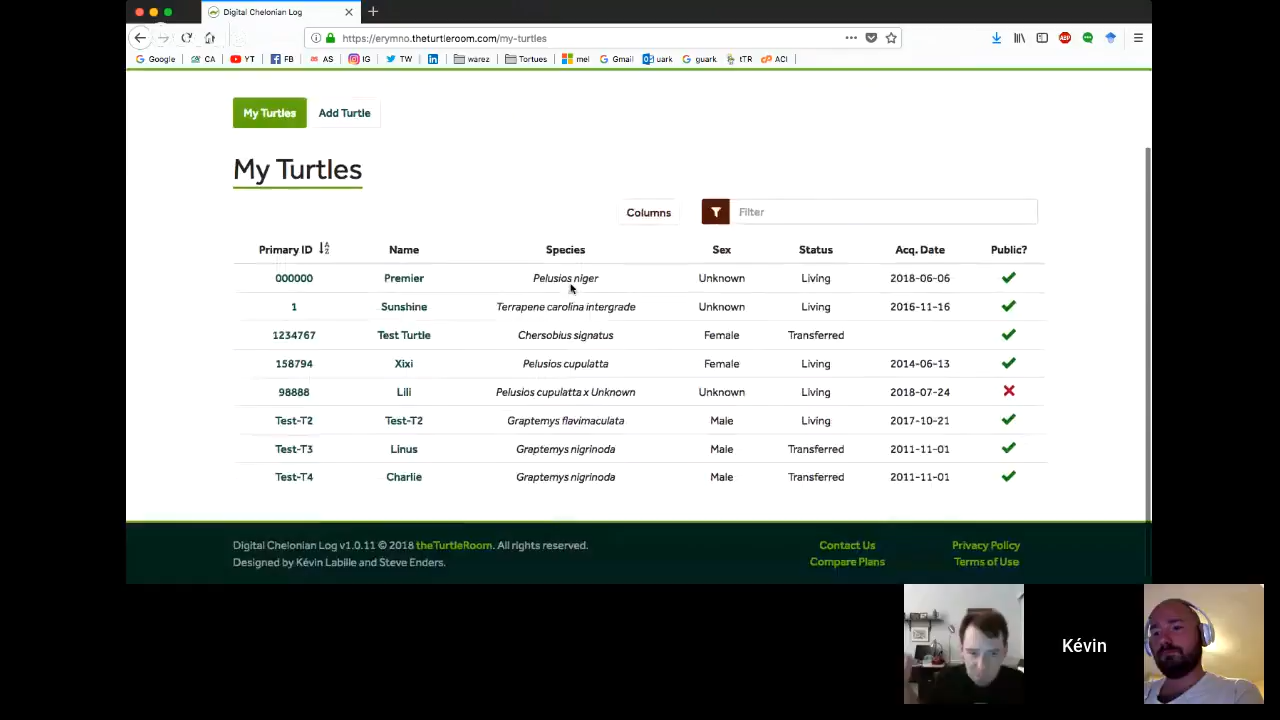 Digital Chelonian Log
https://erymno.theturtleroom.com/my-turtles
Google CA YT FB AS IG TW warez Tortues mel Gmail uark guark tTR ACI
My Turtles Add Turtle
My Turtles
Columns Filter
Primary ID Name Species Sex Status Acq. Date Public?
000000 Premier Pelusios niger Unknown Living 2018-06-06
1 Sunshine Terrapene carolina intergrade Unknown Living 2016-11-16
1234767 Test Turtle Chersobius signatus Female Transferred
158794 Xixi Pelusios cupulatta Female Living 2014-06-13
98888 Lili Pelusios cupulatta x Unknown Unknown Living 2018-07-24
Test-T2 Test-T2 Graptemys flavimaculata Male Living 2017-10-21
Test-T3 Linus Graptemys nigrinoda Male Transferred 2011-11-01
Test-T4 Charlie Graptemys nigrinoda Male Transferred 2011-11-01
Digital Chelonian Log v1.0.11 © 2018 theTurtleRoom. All rights reserved. Contact Us Privacy Policy
Designed by Kévin Labille and Steve Enders. Compare Plans Terms of Use
Kévin